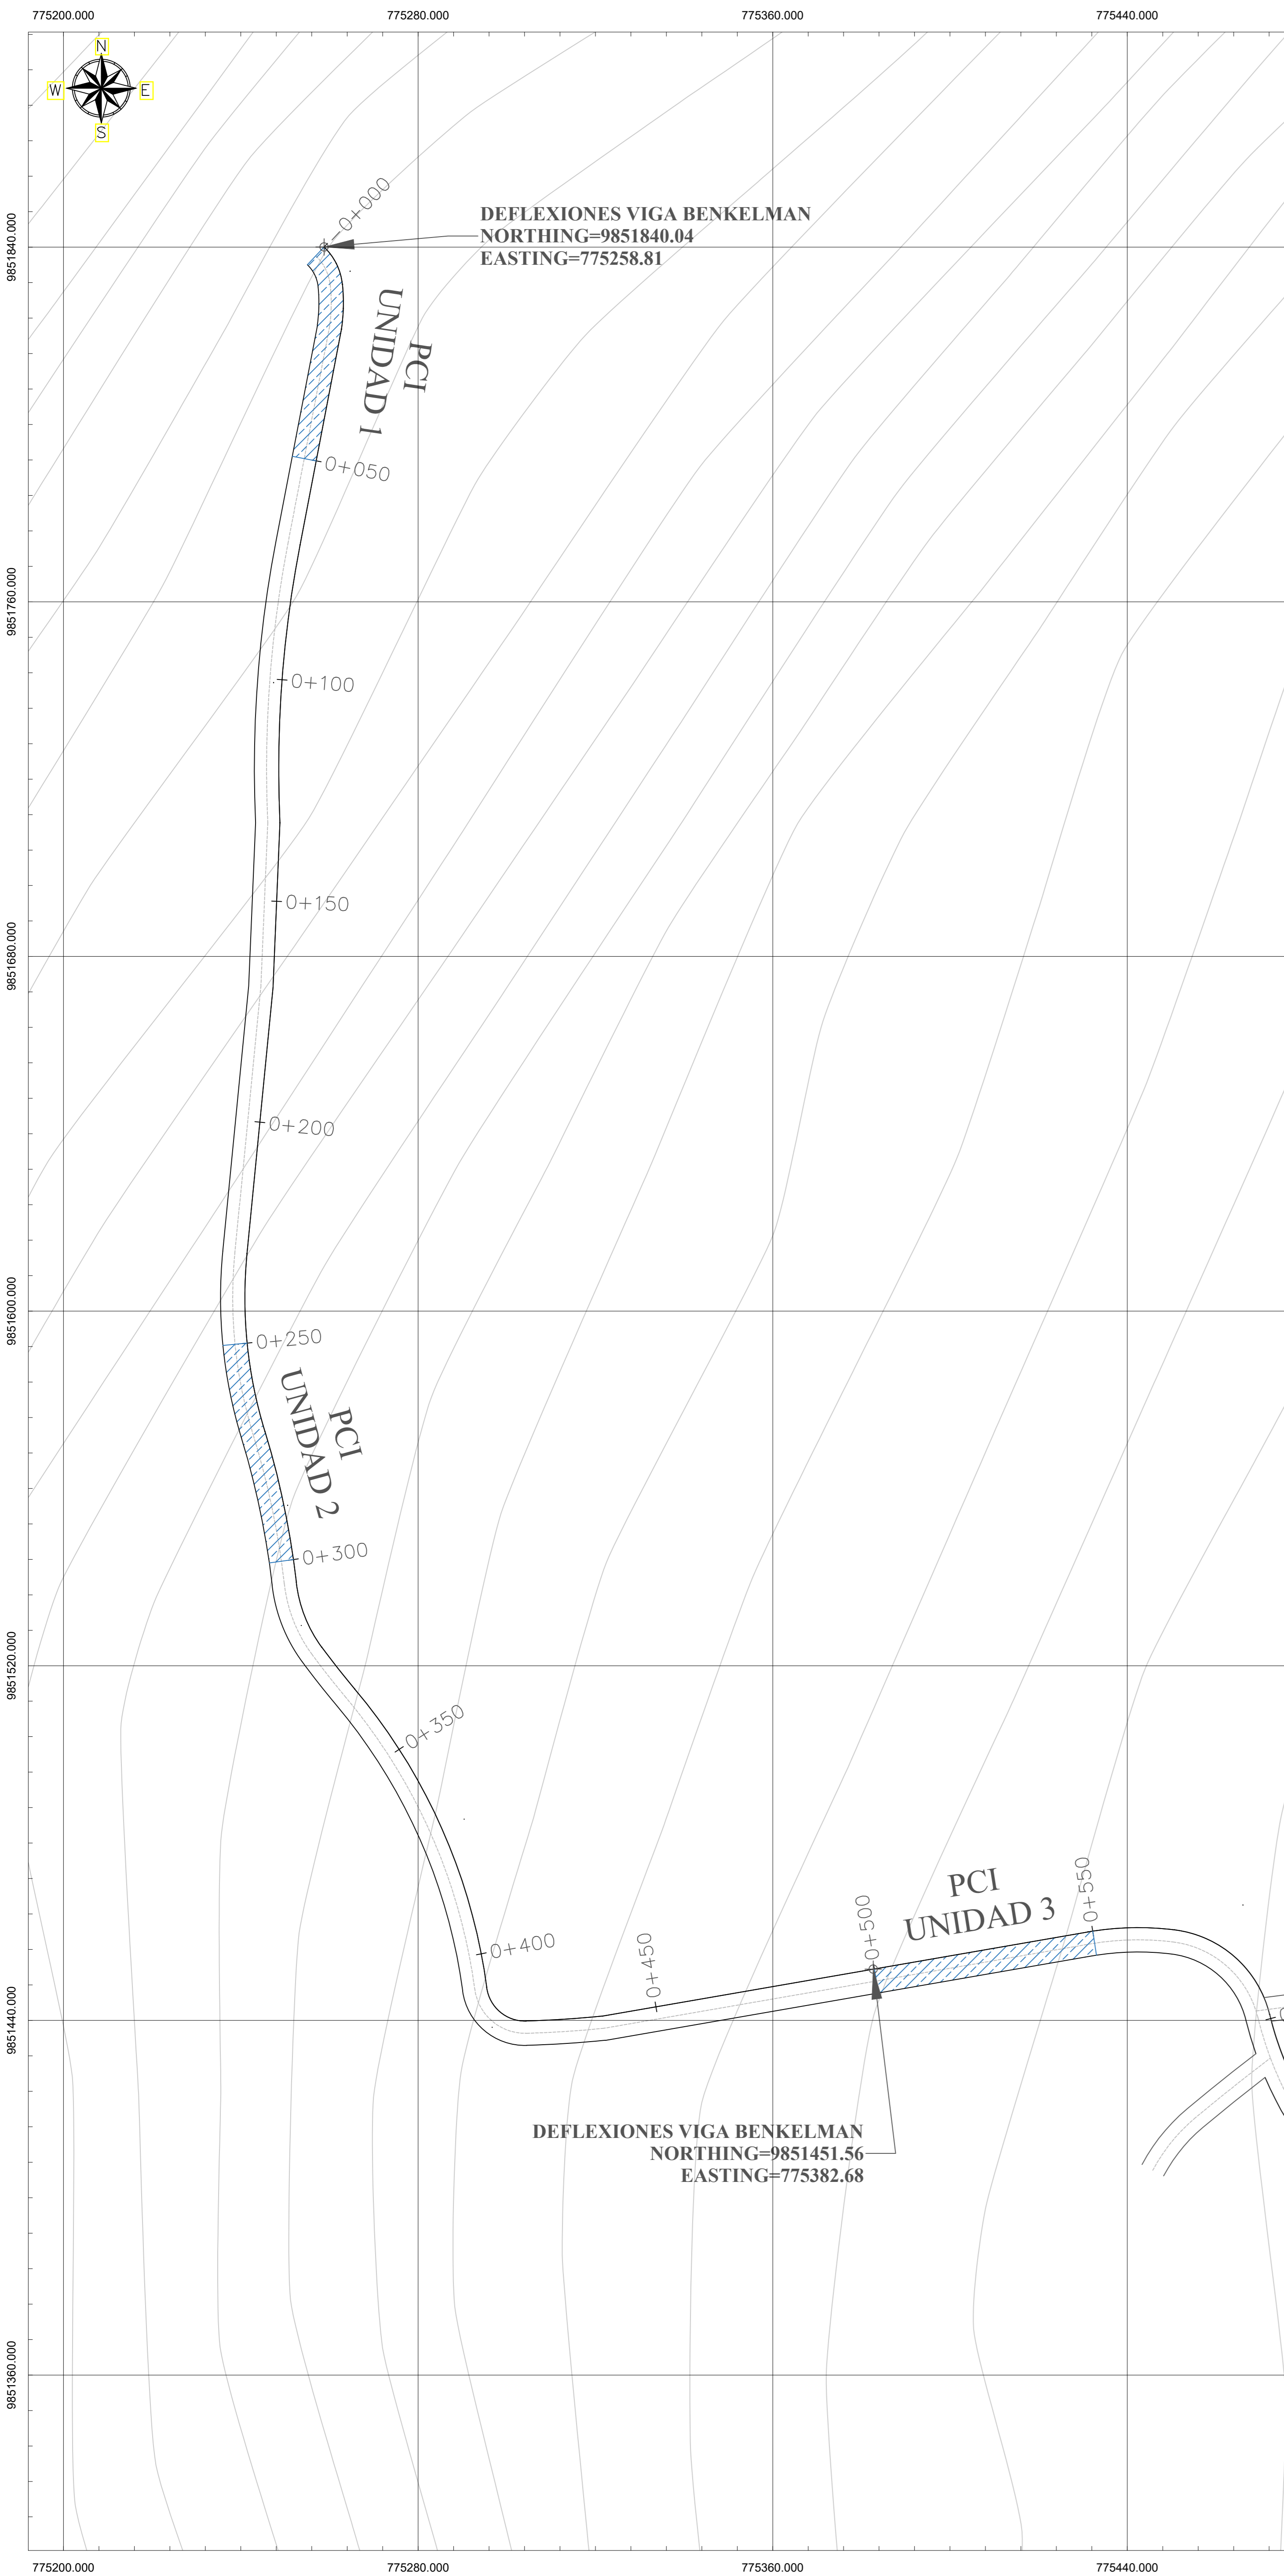 775200.000
775280.000
775360.000
775440.000
N
W
E
S
0+000
DEFLEXIONES VIGA BENKELMAN
NORTHING=9851840.04
EASTING=775258.81
9851840.000
PCI
UNIDAD 1
0+050
9851760.000
0+100
0+150
9851680.000
0+200
9851600.000
0+250
PCI
UNIDAD 2
0+300
9851520.000
0+350
0+400
0+450
0+500
PCI
UNIDAD 3
0+550
9851440.000
DEFLEXIONES VIGA BENKELMAN
NORTHING=9851451.56
EASTING=775382.68
9851360.000
775200.000
775280.000
775360.000
775440.000